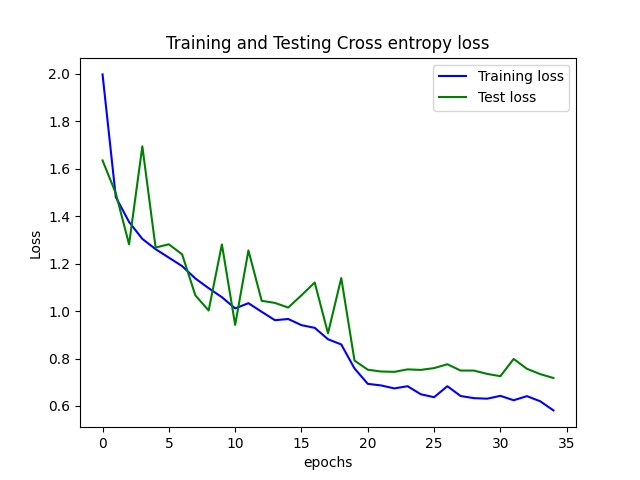 Training and Testing Cross entropy loss
Training loss
Test loss
2.0
1.8
1.6
1.4
1.2
1.0
0.8
0.6
Loss
0 5 10 15 20 25 30 35
epochs